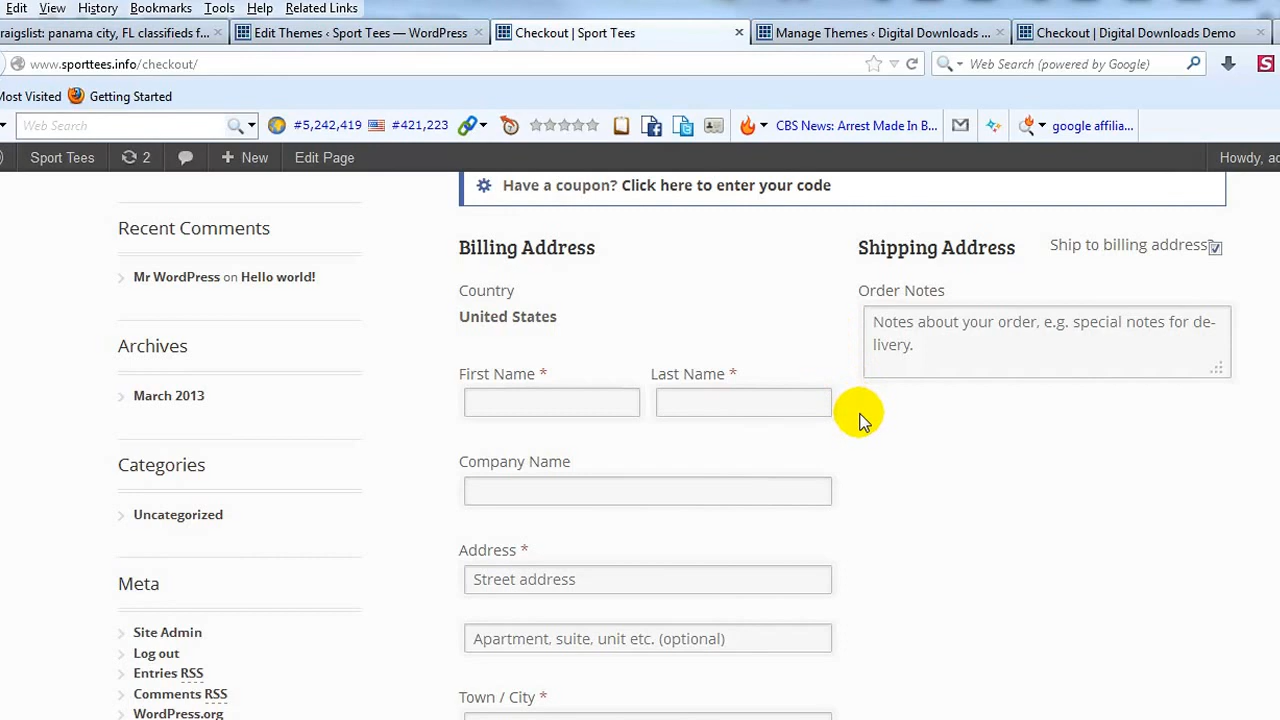 Edit View History Bookmarks Tools Help Related Links
raigslist: panama city, FL classifieds f... × Edit Themes ‹ Sport Tees — WordPress × Checkout | Sport Tees × Manage Themes ‹ Digital Downloads ... × Checkout | Digital Downloads Demo ×
www.sporttees.info/checkout/ Web Search (powered by Google) S
Most Visited Getting Started
Web Search #5,242,419 #421,223 CBS News: Arrest Made In B... google affilia...
Sport Tees 2 + New Edit Page Howdy, ad
Have a coupon? Click here to enter your code
Recent Comments
Mr WordPress on Hello world!
Archives
March 2013
Categories
Uncategorized
Meta
Site Admin
Log out
Entries RSS
Comments RSS
WordPress.org
Billing Address
Country
United States
First Name * Last Name *
Company Name
Address *
Street address
Apartment, suite, unit etc. (optional)
Town / City *
Shipping Address Ship to billing address?
Order Notes
Notes about your order, e.g. special notes for de-
livery.